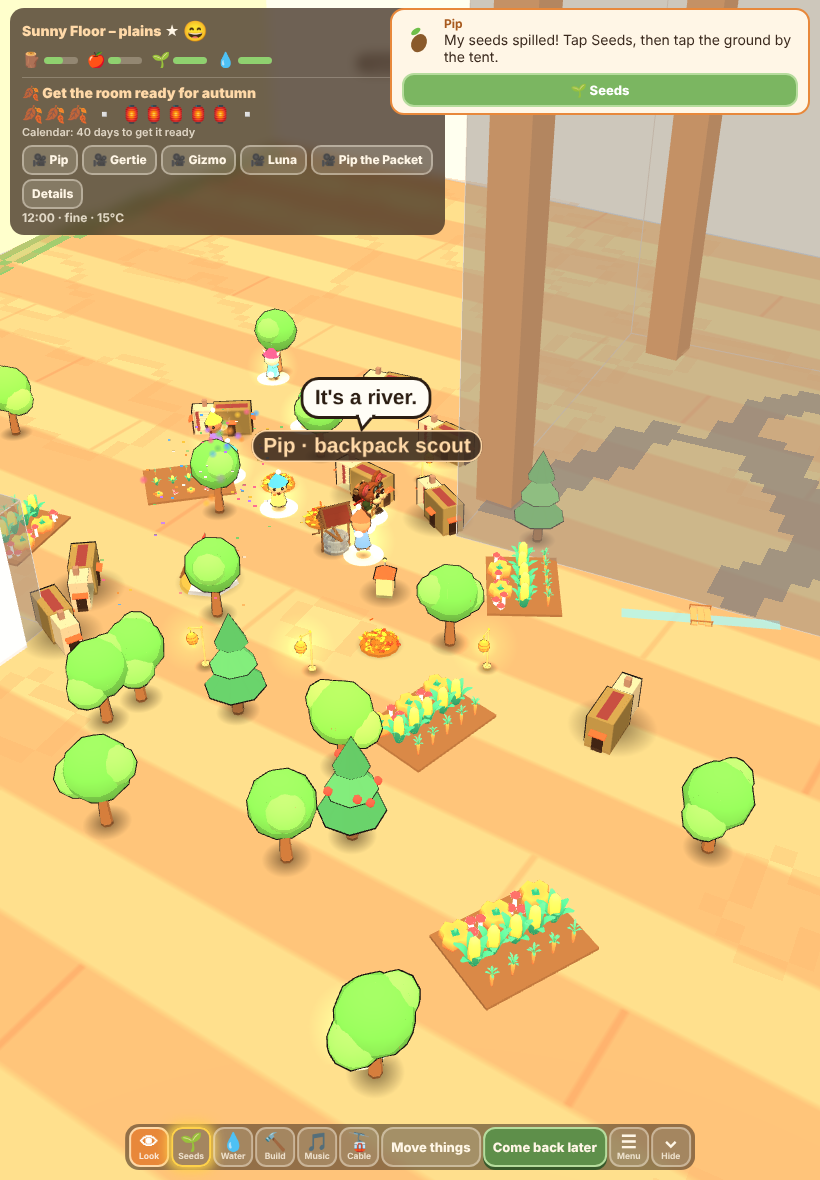 Sunny Floor – plains ★
Get the room ready for autumn
Calendar: 40 days to get it ready
Pip
Gertie
Gizmo
Luna
Pip the Packet
Details
12:00 · fine · 15°C
Pip
My seeds spilled! Tap Seeds, then tap the ground by
the tent.
Seeds
It's a river.
Pip · backpack scout
Look
Seeds
Water
Build
Music
Cable
Move things
Come back later
Menu
Hide